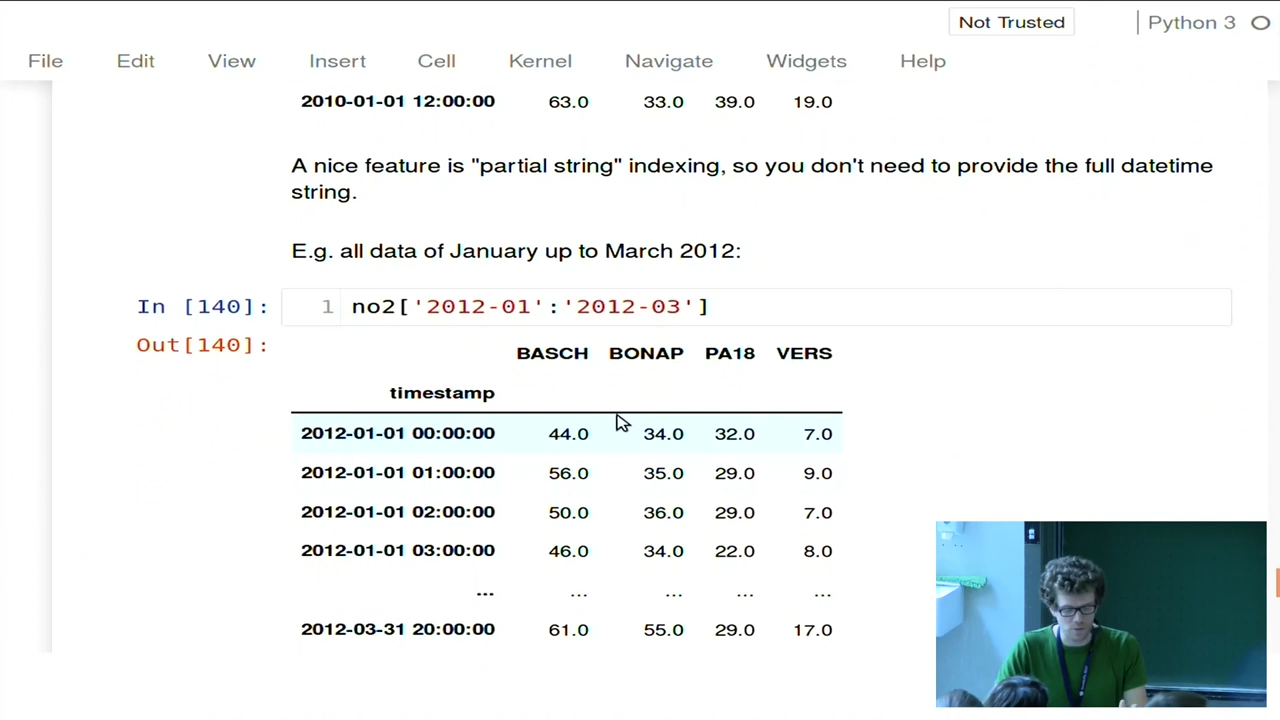 Not Trusted Python 3
File Edit View Insert Cell Kernel Navigate Widgets Help
2010-01-01 12:00:00 63.0 33.0 39.0 19.0
A nice feature is "partial string" indexing, so you don't need to provide the full datetime
string.
E.g. all data of January up to March 2012:
In [140]: 1 no2['2012-01':'2012-03']
Out[140]:
BASCH BONAP PA18 VERS
timestamp
2012-01-01 00:00:00 44.0 34.0 32.0 7.0
2012-01-01 01:00:00 56.0 35.0 29.0 9.0
2012-01-01 02:00:00 50.0 36.0 29.0 7.0
2012-01-01 03:00:00 46.0 34.0 22.0 8.0
... ... ... ... ...
2012-03-31 20:00:00 61.0 55.0 29.0 17.0